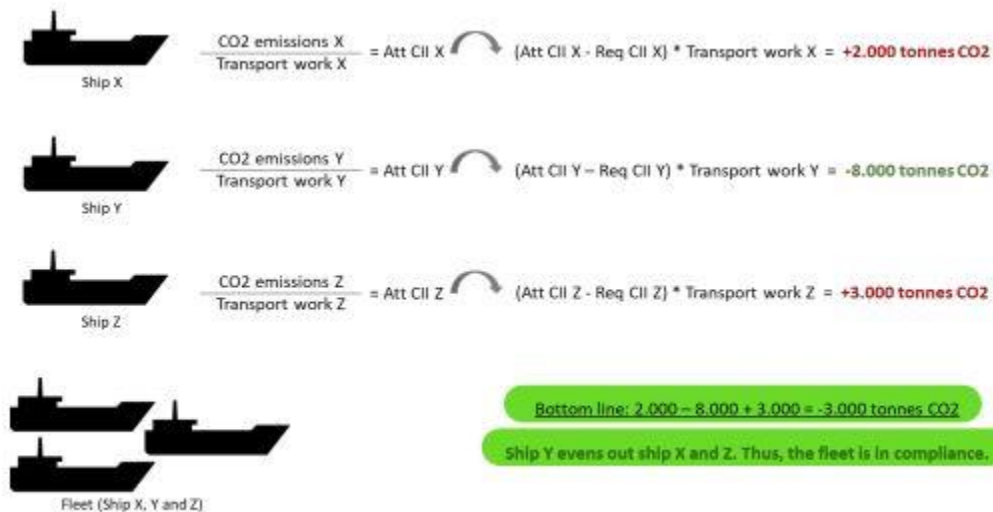 CO2 emissions X
Transport work X
= Att CII X
(Att CII X - Req CII X) * Transport work X = +2.000 tonnes CO2
Ship X
CO2 emissions Y
Transport work Y
= Att CII Y
(Att CII Y – Req CII Y) * Transport work Y = -8.000 tonnes CO2
Ship Y
CO2 emissions Z
Transport work Z
= Att CII Z
(Att CII Z - Req CII Z) * Transport work Z = +3.000 tonnes CO2
Ship Z
Bottom line: 2.000 – 8.000 + 3.000 = -3.000 tonnes CO2
Ship Y evens out ship X and Z. Thus, the fleet is in compliance.
Fleet (Ship X, Y and Z)